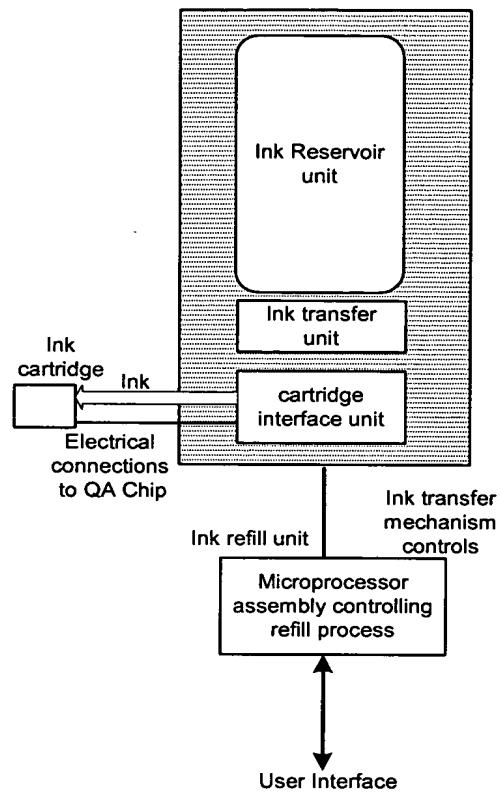 Ink Reservoir
unit
Ink transfer
unit
Ink
cartridge
Ink
cartridge
interface unit
Electrical
connections
to QA Chip
Ink transfer
mechanism
controls
Ink refill unit
Microprocessor
assembly controlling
refill process
User Interface